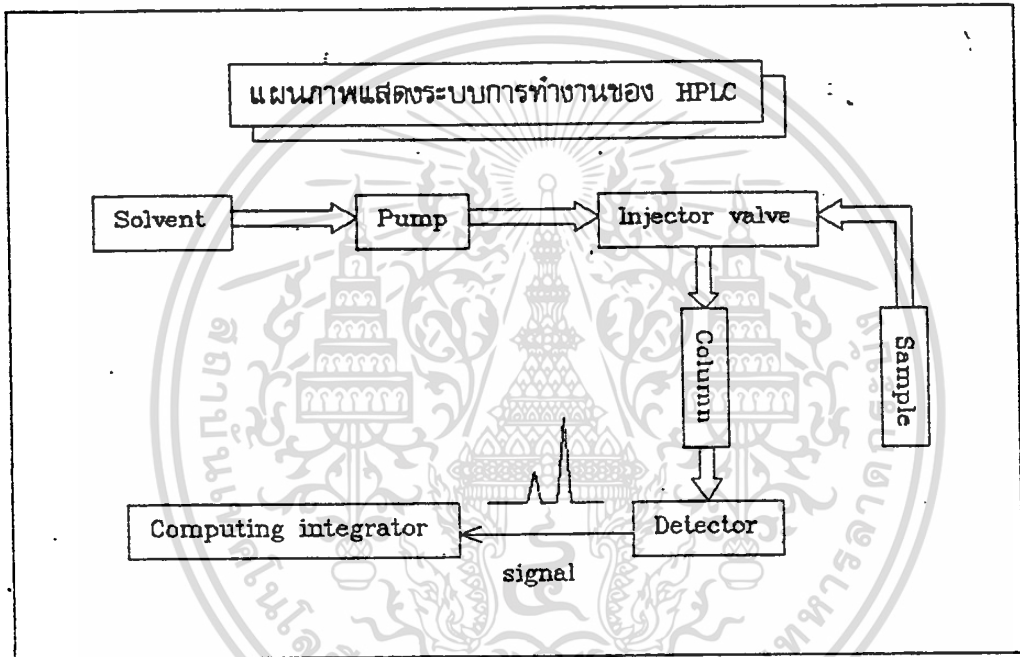 แผนภาพแสดงระบบการทำงานของ HPLC
Solvent
Pump
Injector valve
Column
Sample
Computing integrator
Detector
signal